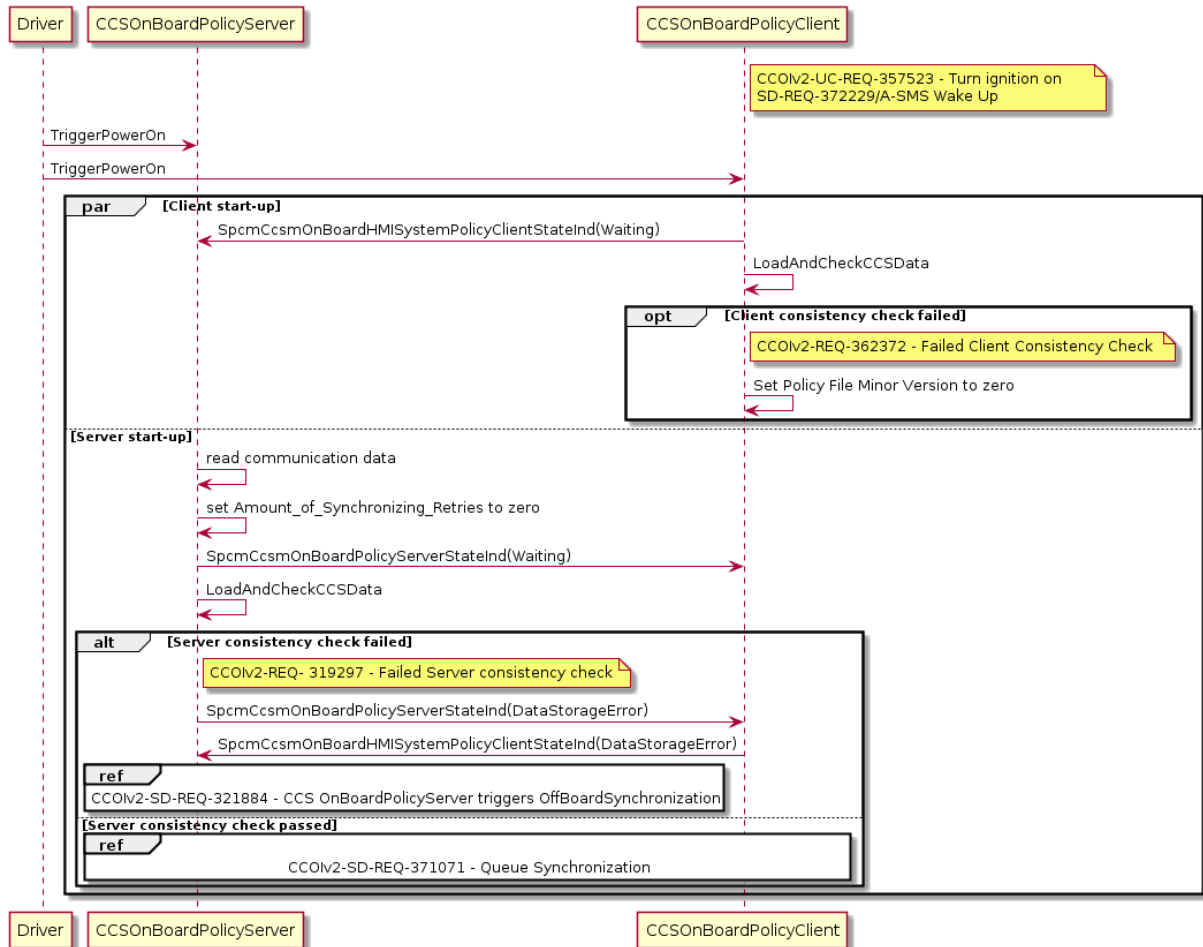 Driver
CCSOnBoardPolicyServer
CCSOnBoardPolicyClient
CCOIv2-UC-REQ-357523 - Turn ignition on
SD-REQ-372229/A-SMS Wake Up
TriggerPowerOn
TriggerPowerOn
par
[Client start-up]
SpcmCcsmOnBoardHMISystemPolicyClientStateInd(Waiting)
LoadAndCheckCCSData
opt
[Client consistency check failed]
CCOIv2-REQ-362372 - Failed Client Consistency Check
Set Policy File Minor Version to zero
[Server start-up]
read communication data
set Amount_of_Synchronizing_Retries to zero
SpcmCcsmOnBoardPolicyServerStateInd(Waiting)
LoadAndCheckCCSData
alt
[Server consistency check failed]
CCOIv2-REQ- 319297 - Failed Server consistency check
SpcmCcsmOnBoardPolicyServerStateInd(DataStorageError)
SpcmCcsmOnBoardHMISystemPolicyClientStateInd(DataStorageError)
ref
CCOIv2-SD-REQ-321884 - CCS OnBoardPolicyServer triggers OffBoardSynchronization
[Server consistency check passed]
ref
CCOIv2-SD-REQ-371071 - Queue Synchronization
Driver
CCSOnBoardPolicyServer
CCSOnBoardPolicyClient